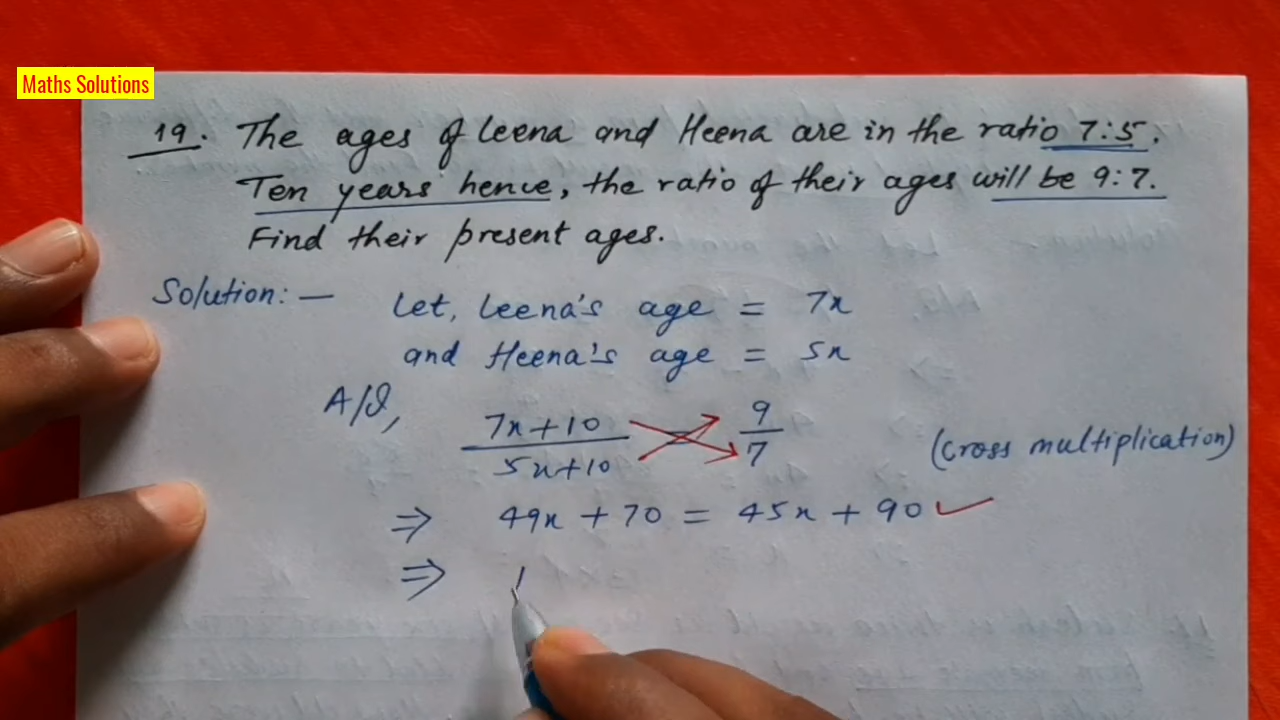 Maths Solutions
19. The ages of Leena and Heena are in the ratio 7:5.
Ten years hence, the ratio of their ages will be 9:7.
Find their present ages.
Solution:— Let, Leena's age = 7x
and Heena's age = 5x
A/Q,
7x+10 / 5x+10 = 9 / 7 (Cross multiplication)
⇒ 49x + 70 = 45x + 90
⇒